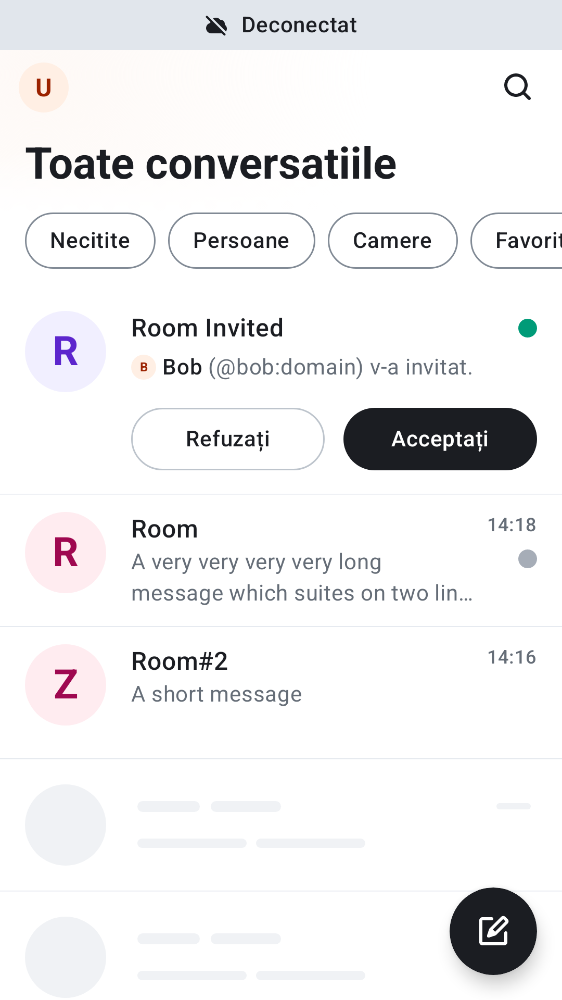 Deconectat
U
Toate conversatiile
Necitite Persoane Camere Favorit
R
Room Invited
B Bob (@bob:domain) v-a invitat.
Refuzați Acceptați
R
Room 14:18
A very very very very long
message which suites on two lin…
Z
Room#2 14:16
A short message